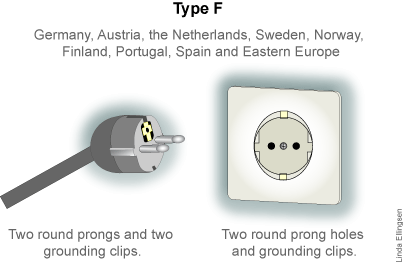 Type F
Germany, Austria, the Netherlands, Sweden, Norway,
Finland, Portugal, Spain and Eastern Europe
Two round prongs and two
grounding clips.
Two round prong holes
and grounding clips.
Linda Ellingsen